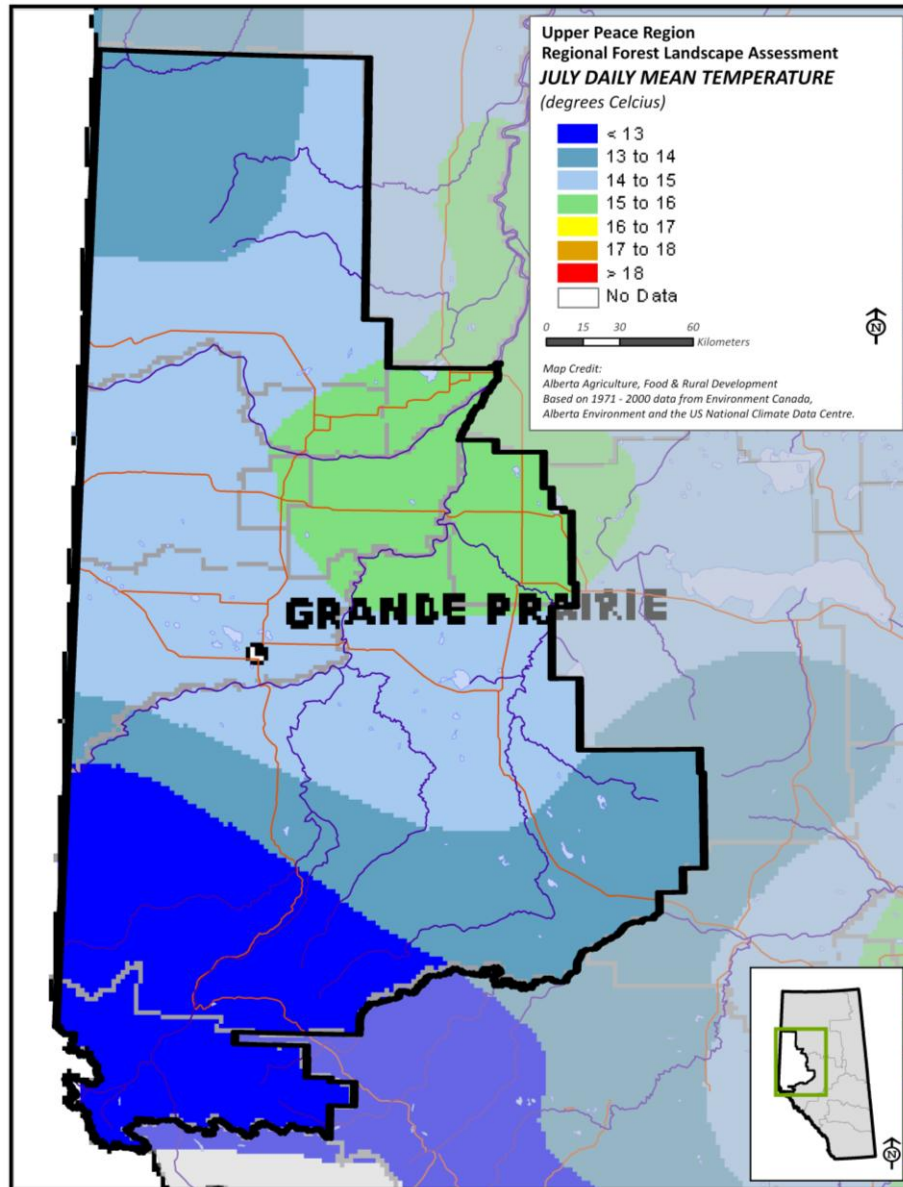 Upper Peace Region
Regional Forest Landscape Assessment
JULY DAILY MEAN TEMPERATURE
(degrees Celcius)
< 13
13 to 14
14 to 15
15 to 16
16 to 17
17 to 18
> 18
No Data
0 15 30 60
Kilometers
N
Map Credit:
Alberta Agriculture, Food & Rural Development
Based on 1971 - 2000 data from Environment Canada,
Alberta Environment and the US National Climate Data Centre.
GRANDE PRAIRIE
N